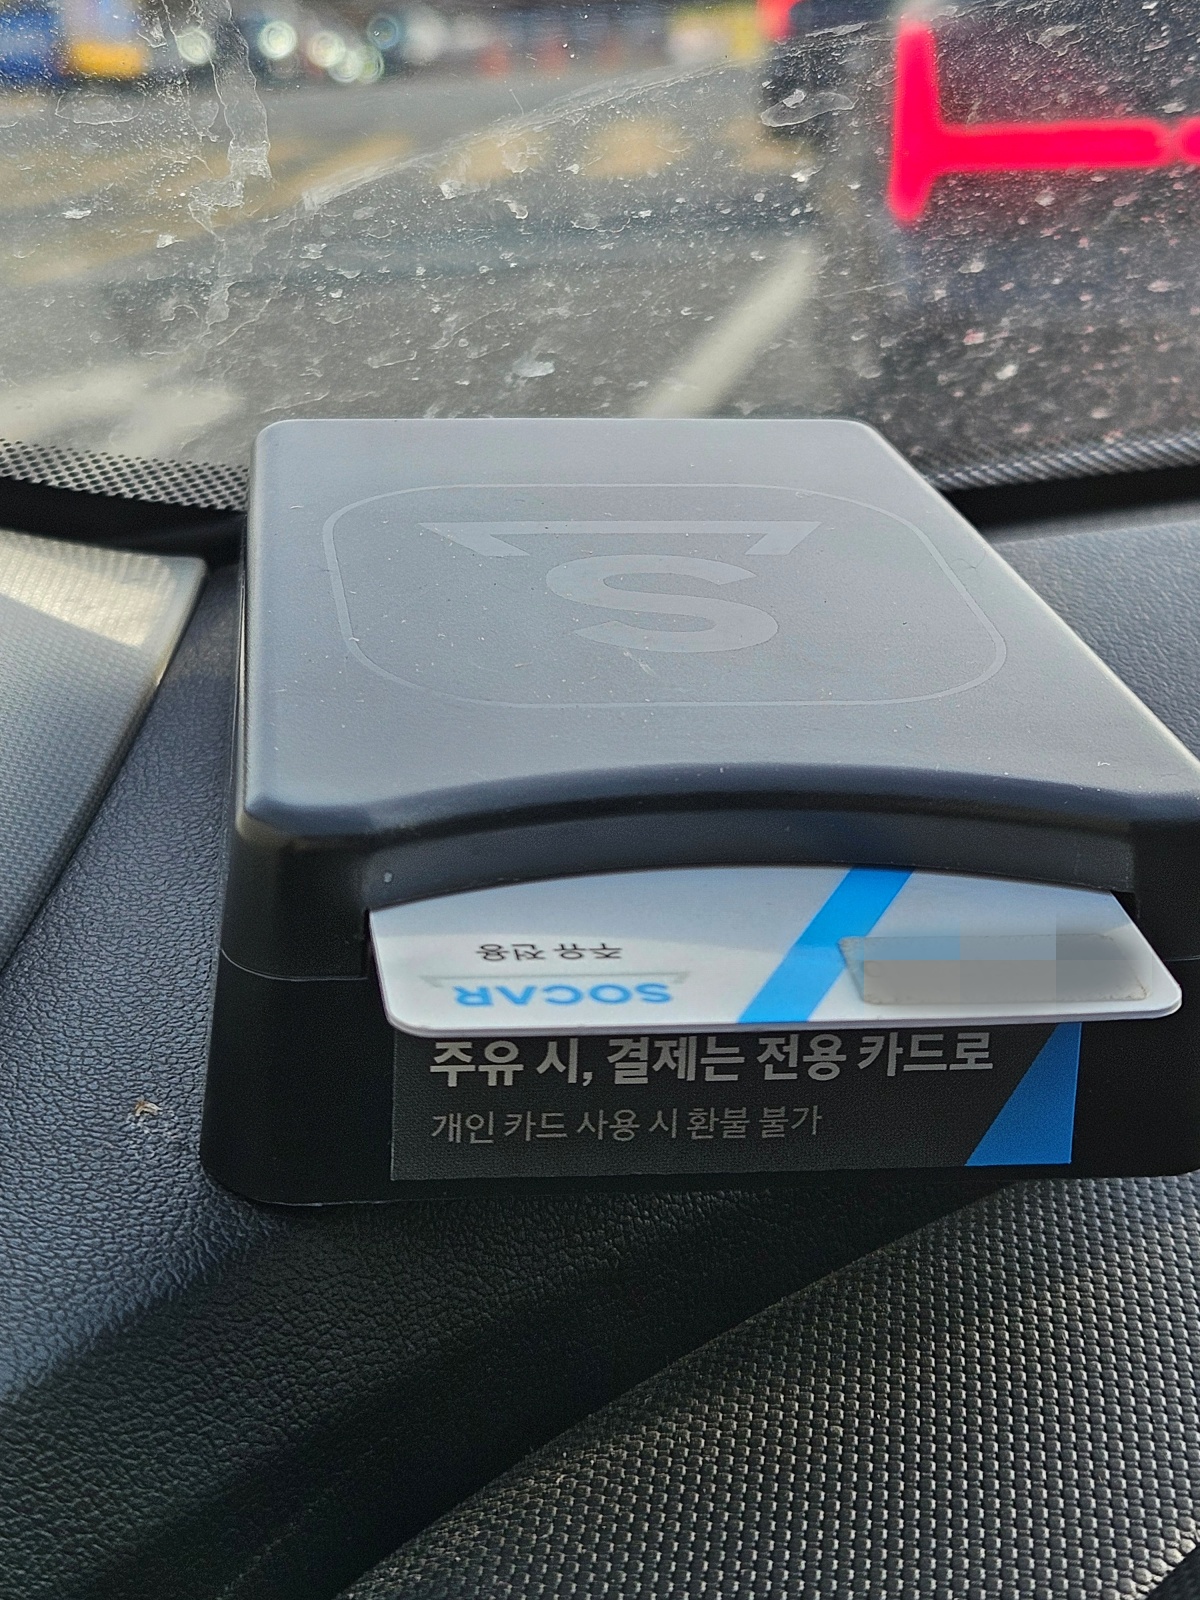 S
주유 전용
SOCAR
주유 시, 결제는 전용 카드로
개인 카드 사용 시 환불 불가